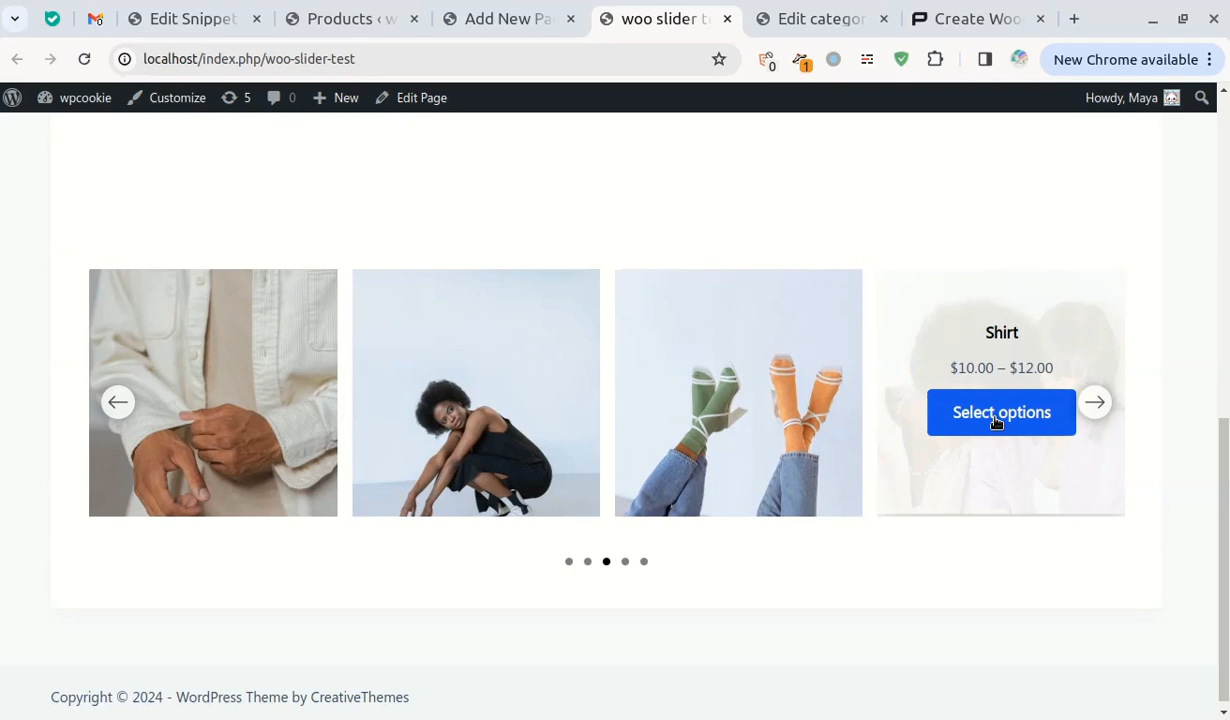 Edit Snippet
Products ‹ w
Add New Pa
woo slider t
Edit categor
Create Woo
localhost/index.php/woo-slider-test
0
1
New Chrome available
wpcookie
Customize
5
0
New
Edit Page
Howdy, Maya
Shirt
$10.00 – $12.00
Select options
Copyright © 2024 - WordPress Theme by CreativeThemes